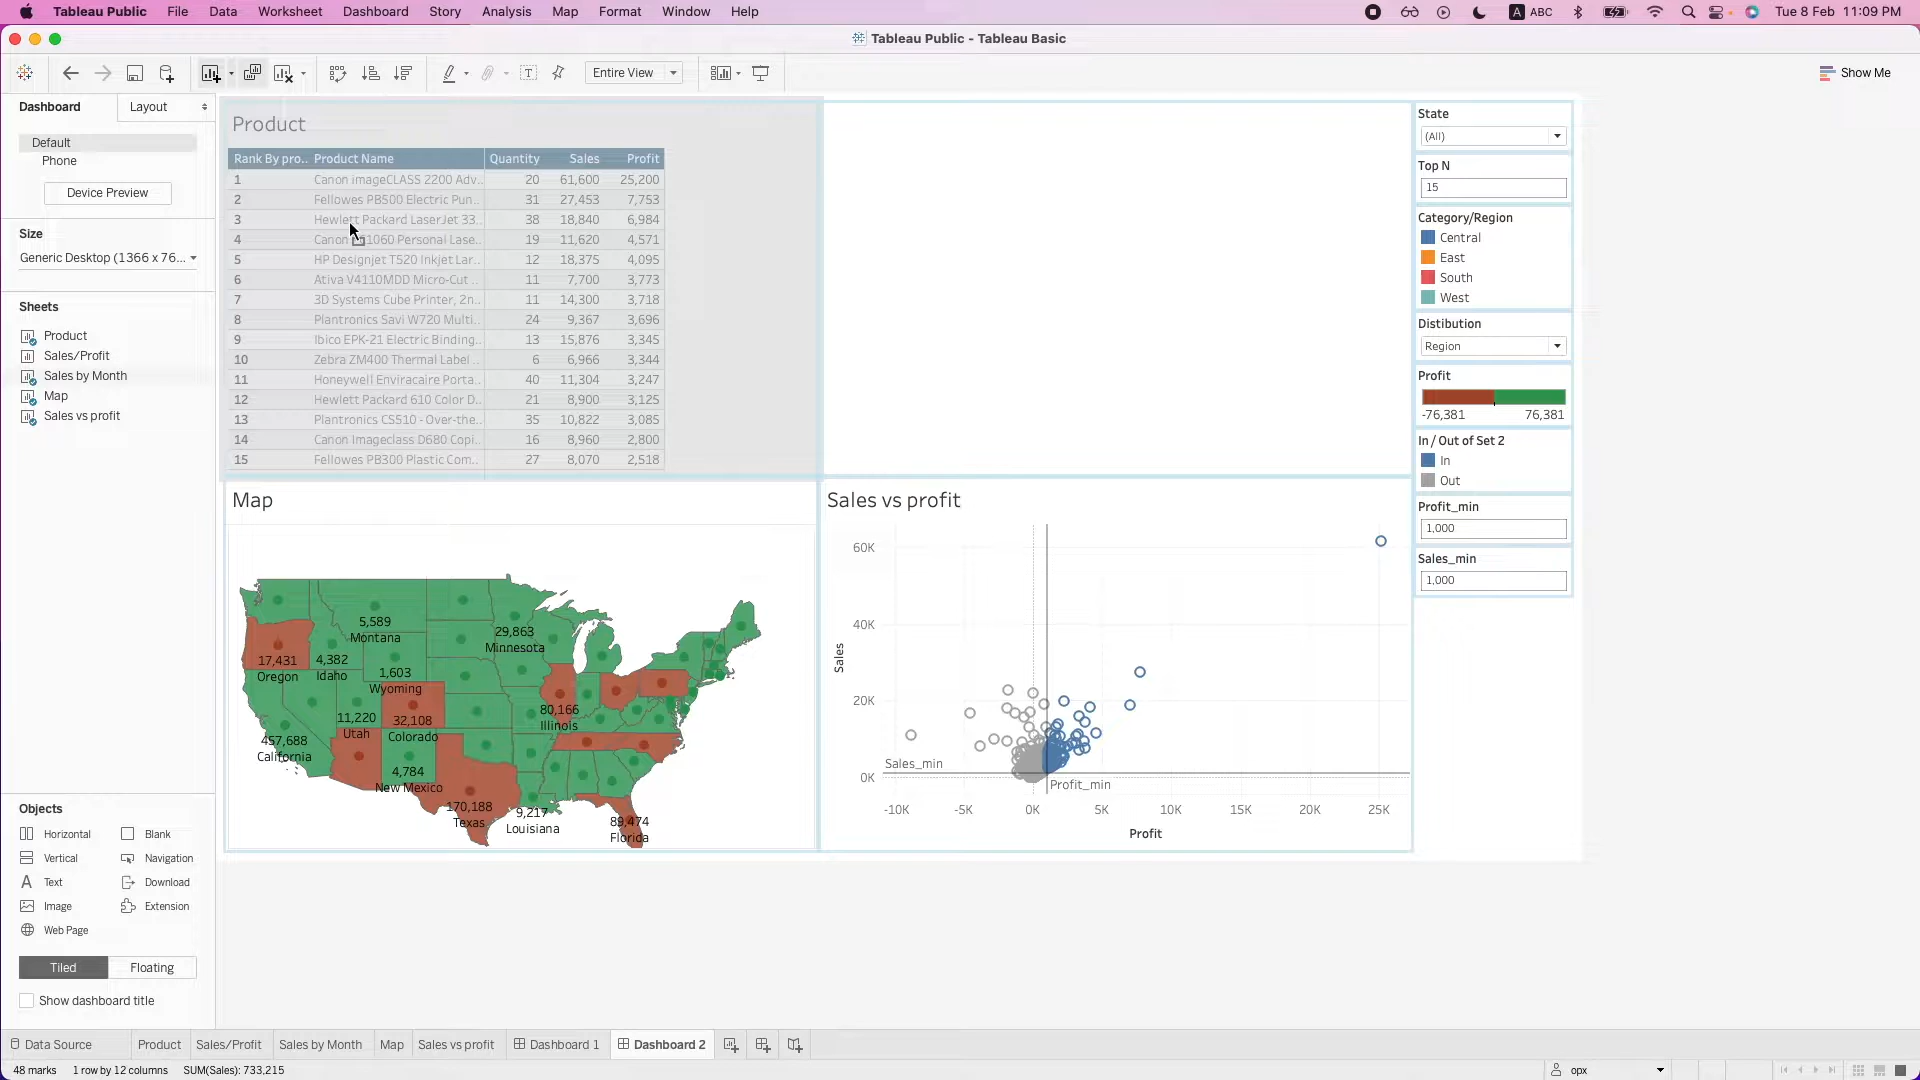 Tableau Public File Data Worksheet Dashboard Story Analysis Map Format Window Help A ABC Tue 8 Feb 11:09 PM
Tableau Public - Tableau Basic
Entire View Show Me
Dashboard Layout
Default
Phone
Device Preview
Size
Generic Desktop (1366 x 76...
Sheets
Product
Sales/Profit
Sales by Month
Map
Sales vs profit
Objects
Horizontal Blank
Vertical Navigation
A Text Download
Image Extension
Web Page
Tiled Floating
Show dashboard title
Product
Rank By pro.. Product Name Quantity Sales Profit
1 Canon imageCLASS 2200 Adv.. 20 61,600 25,200
2 Fellowes PB500 Electric Pun.. 31 27,453 7,753
3 Hewlett Packard LaserJet 33.. 38 18,840 6,984
4 Canon 1060 Personal Lase.. 19 11,620 4,571
5 HP Designjet T520 Inkjet Lar.. 12 18,375 4,095
6 Ativa V4110MDD Micro-Cut .. 11 7,700 3,773
7 3D Systems Cube Printer, 2n.. 11 14,300 3,718
8 Plantronics Savi W720 Multi.. 24 9,367 3,696
9 Ibico EPK-21 Electric Binding.. 13 15,876 3,345
10 Zebra ZM400 Thermal Label .. 6 6,966 3,344
11 Honeywell Enviracaire Porta.. 40 11,304 3,247
12 Hewlett Packard 610 Color D.. 21 8,900 3,125
13 Plantronics CS510 - Over-the.. 35 10,822 3,085
14 Canon Imageclass D680 Copi.. 16 8,960 2,800
15 Fellowes PB300 Plastic Com.. 27 8,070 2,518
Map
5,589
Montana
29,863
Minnesota
17,431
Oregon
4,382
Idaho
1,603
Wyoming
80,166
Illinois
11,220
Utah
32,108
Colorado
457,688
California
4,784
New Mexico
170,188
Texas
9,217
Louisiana
89,474
Florida
Sales vs profit
60K
40K
20K
0K
Sales
Sales_min
Profit_min
-10K -5K 0K 5K 10K 15K 20K 25K
Profit
State
(All)
Top N
15
Category/Region
Central
East
South
West
Distibution
Region
Profit
-76,381 76,381
In / Out of Set 2
In
Out
Profit_min
1,000
Sales_min
1,000
Data Source Product Sales/Profit Sales by Month Map Sales vs profit Dashboard 1 Dashboard 2
48 marks 1 row by 12 columns SUM(Sales): 733,215 opx